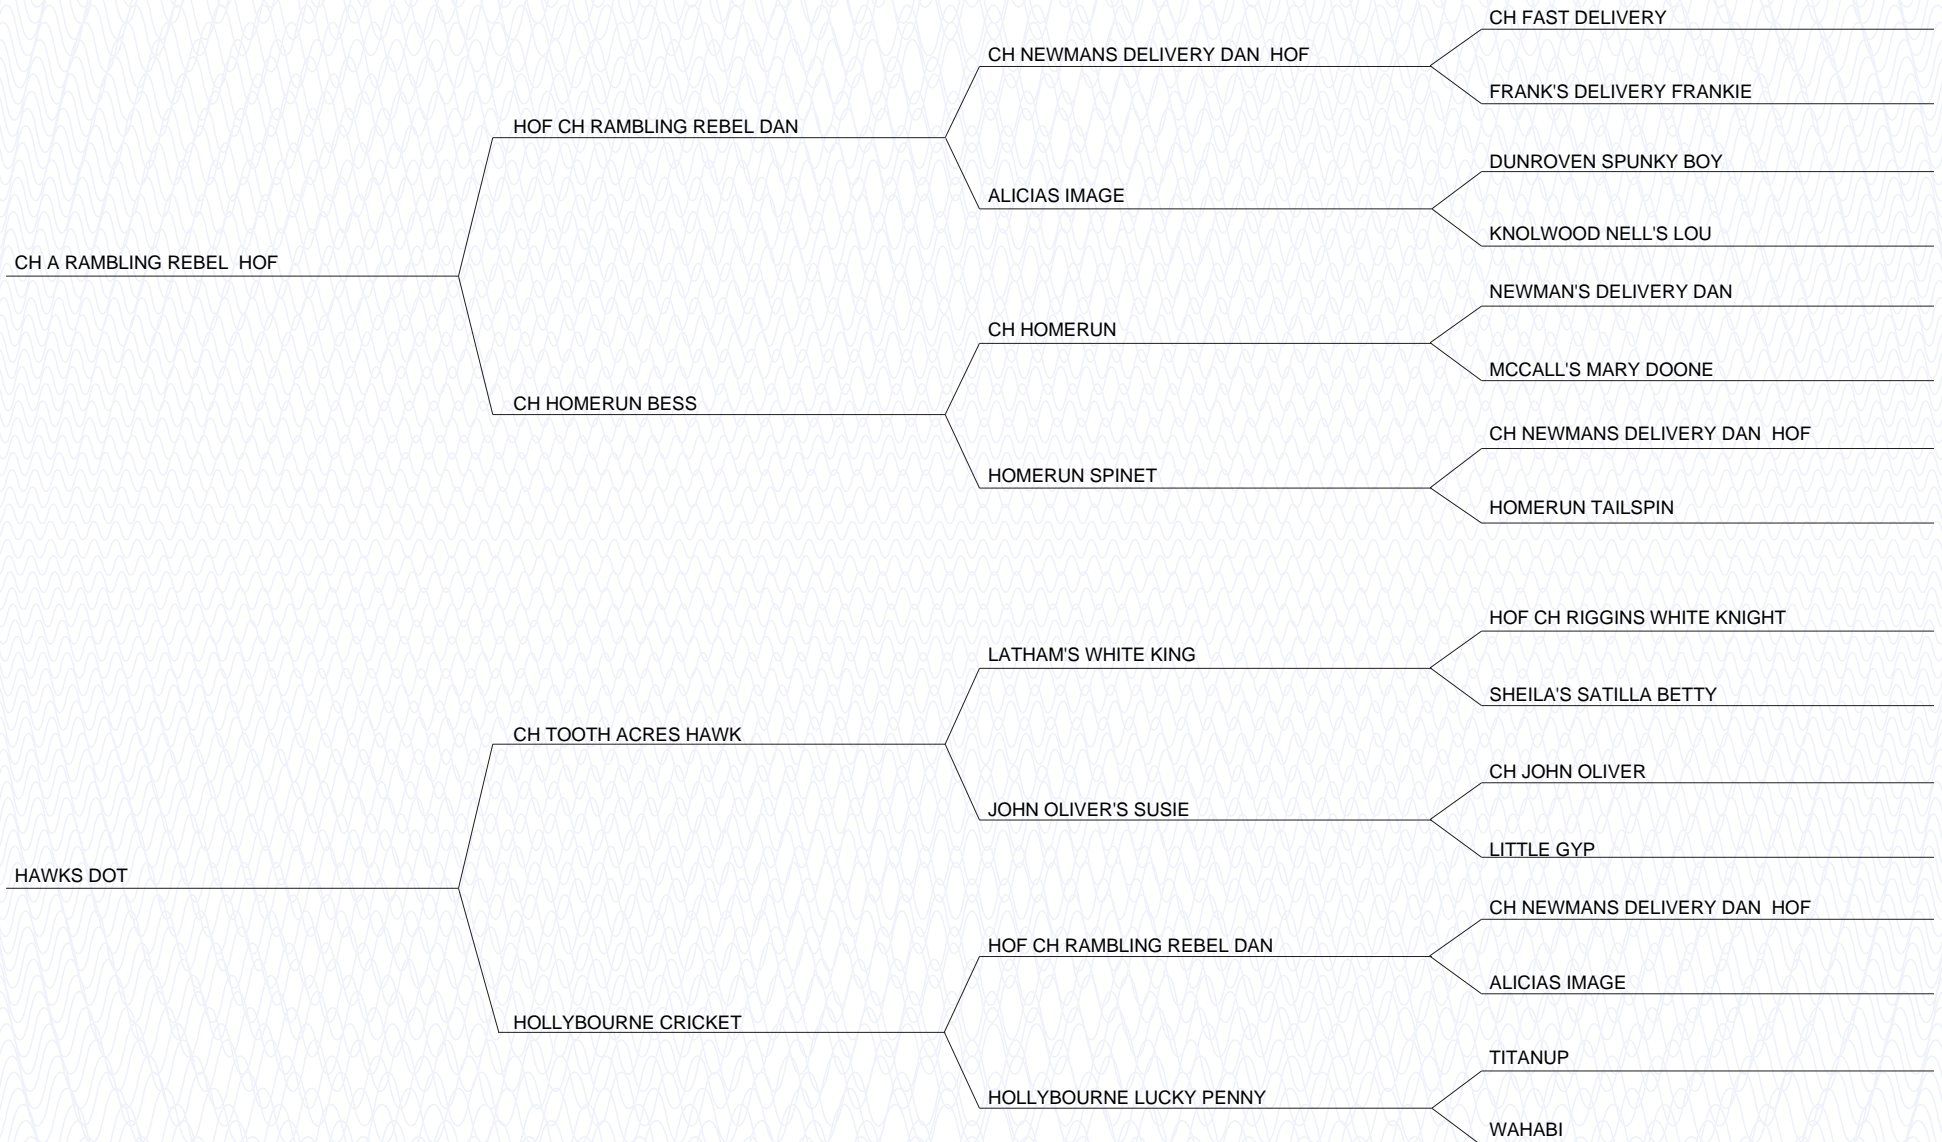 CH FAST DELIVERY
CH NEWMANS DELIVERY DAN  HOF
FRANK'S DELIVERY FRANKIE
HOF CH RAMBLING REBEL DAN
DUNROVEN SPUNKY BOY
ALICIAS IMAGE
KNOLWOOD NELL'S LOU
CH A RAMBLING REBEL  HOF
NEWMAN'S DELIVERY DAN
CH HOMERUN
MCCALL'S MARY DOONE
CH HOMERUN BESS
CH NEWMANS DELIVERY DAN  HOF
HOMERUN SPINET
HOMERUN TAILSPIN
HOF CH RIGGINS WHITE KNIGHT
LATHAM'S WHITE KING
SHEILA'S SATILLA BETTY
CH TOOTH ACRES HAWK
CH JOHN OLIVER
JOHN OLIVER'S SUSIE
LITTLE GYP
HAWKS DOT
CH NEWMANS DELIVERY DAN  HOF
HOF CH RAMBLING REBEL DAN
ALICIAS IMAGE
HOLLYBOURNE CRICKET
TITANUP
HOLLYBOURNE LUCKY PENNY
WAHABI